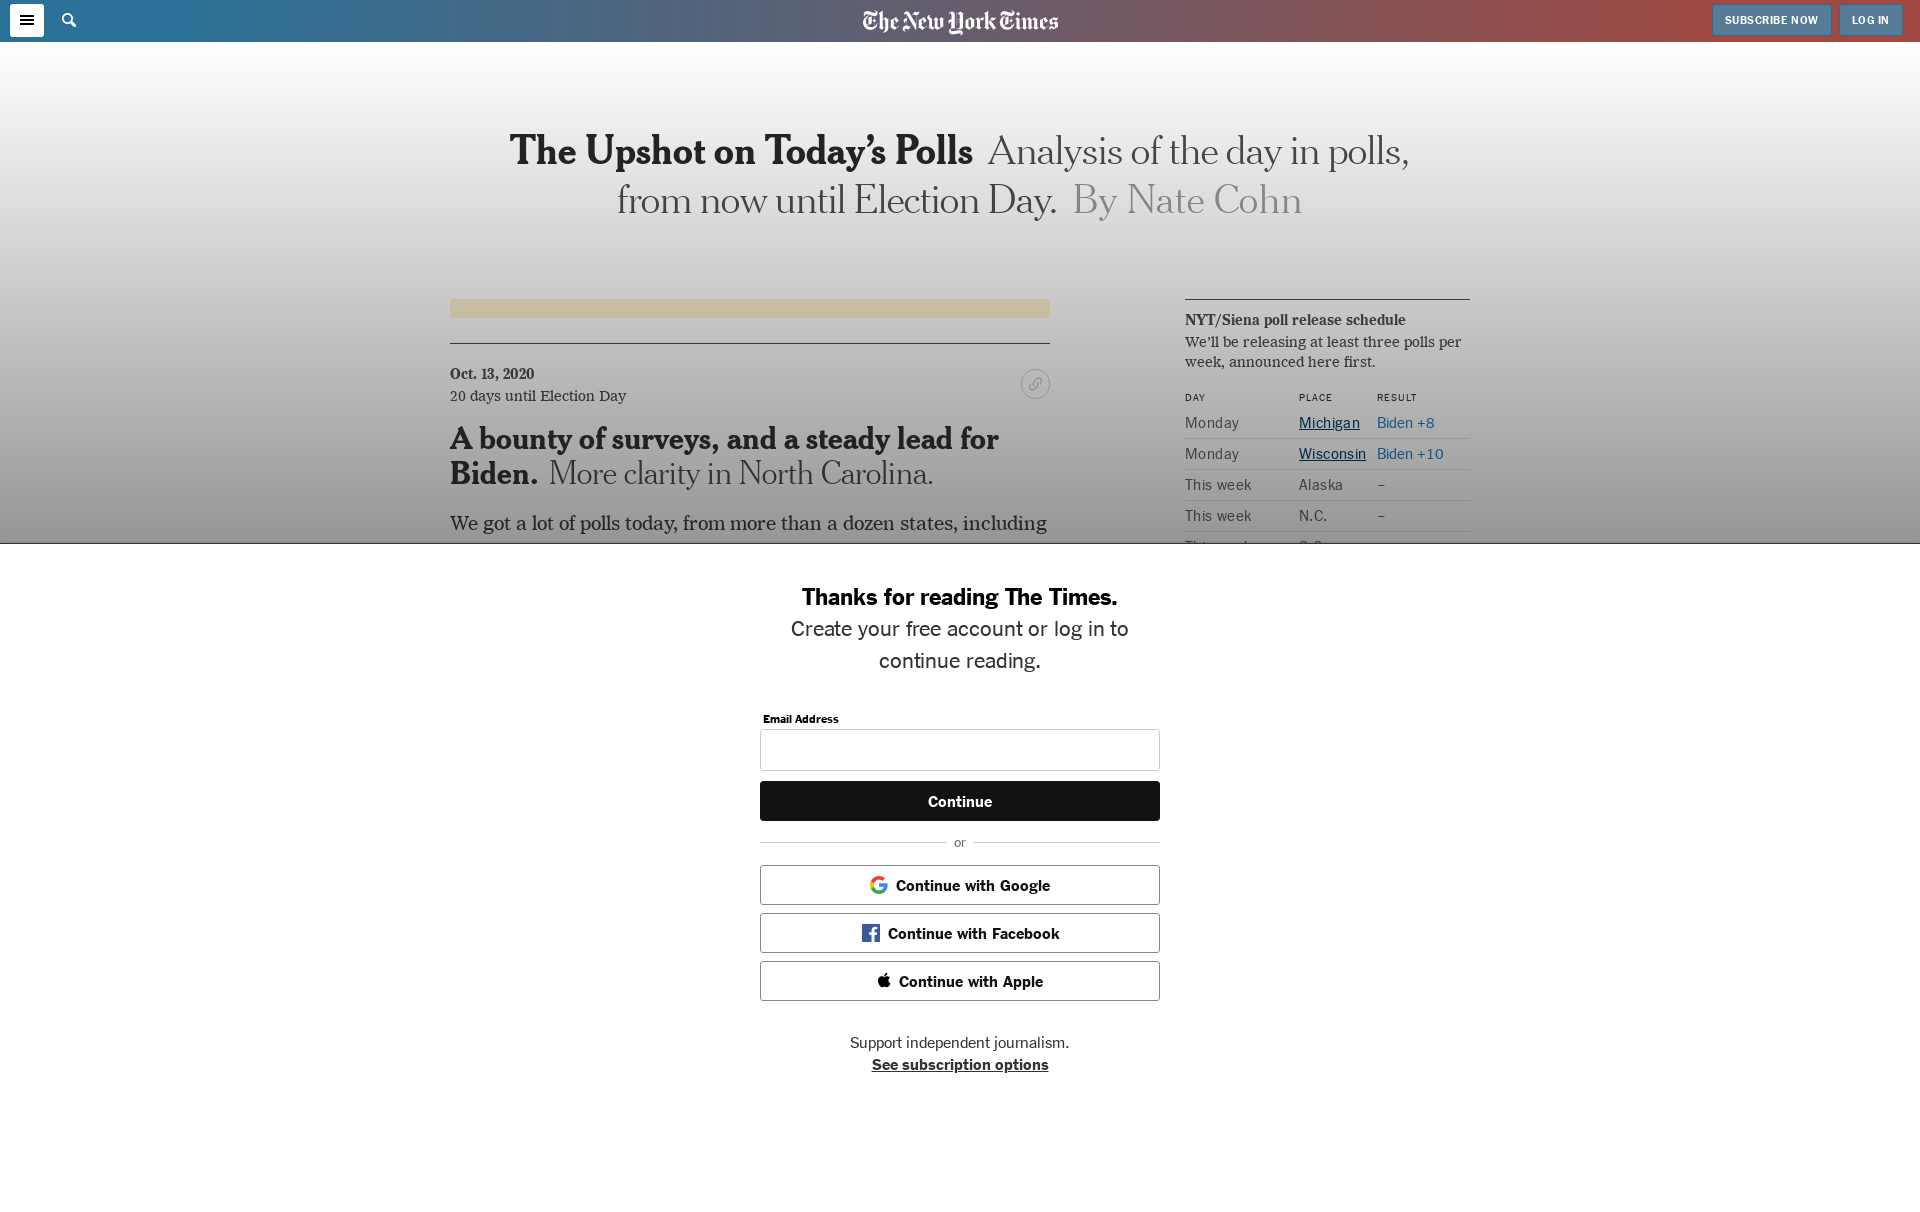 The New York Times
SUBSCRIBE NOW
LOG IN
The Upshot on Today’s Polls Analysis of the day in polls,
from now until Election Day. By Nate Cohn
Oct. 13, 2020
20 days until Election Day
A bounty of surveys, and a steady lead for
Biden. More clarity in North Carolina.
We got a lot of polls today, from more than a dozen states, including
NYT/Siena poll release schedule
We’ll be releasing at least three polls per
week, announced here first.
DAY PLACE RESULT
Monday Michigan Biden +8
Monday Wisconsin Biden +10
This week Alaska –
This week N.C. –
Thanks for reading The Times.
Create your free account or log in to
continue reading.
Email Address
Continue
or
Continue with Google
Continue with Facebook
Continue with Apple
Support independent journalism.
See subscription options